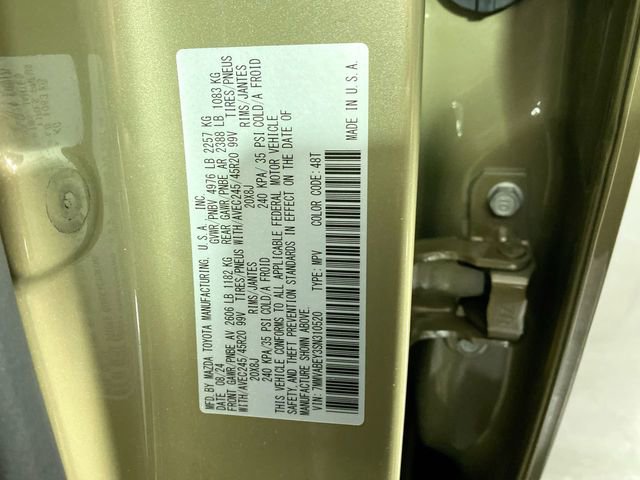 MFD.BY MAZDA TOYOTA MANUFACTURING, U.S.A, INC.
DATE 08/24 GVWR/PNBV 4976 LB 2257 KG
FRONT GAWR/PNBE AV 2606 LB 1182 KG REAR GAWR/PNBE AR 2388 LB 1083 KG
WITH/AVEC245/45R20 99V TIRES/PNEUS WITH/AVEC245/45R20 99V TIRES/PNEUS
20X8J RIMS/JANTES 20X8J RIMS/JANTES
240 KPA/35 PSI COLD/A FROID 240 KPA/ 35 PSI COLD/A FROID
THIS VEHICLE CONFORMS TO ALL APPLICABLE FEDERAL MOTOR VEHICLE
SAFETY,AND THEFT PREVENTION STANDARDS IN EFFECT ON THE DATE OF
MANUFACTURE SHOWN ABOVE.
VIN: 7MMVABEY3SN310520 TYPE: MPV COLOR CODE: 48T
MADE IN U.S.A.